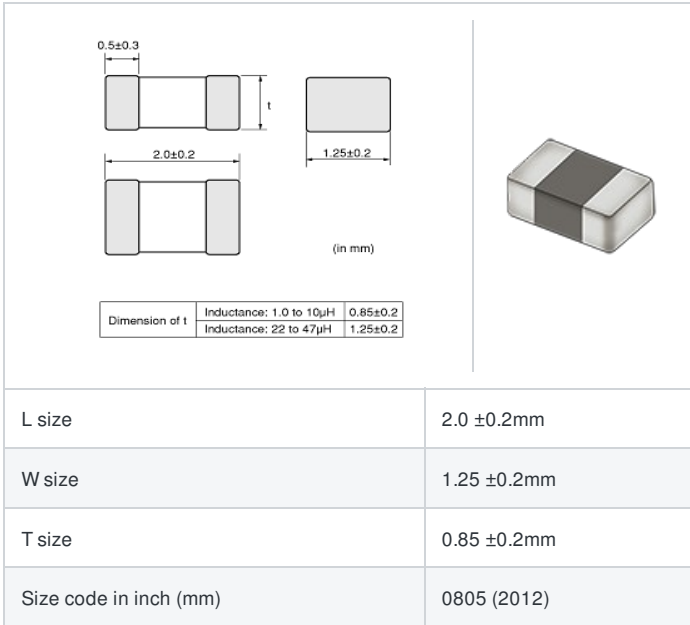 0.5±0.3
t
2.0±0.2
1.25±0.2
(in mm)
Dimension of t
Inductance: 1.0 to 10µH 0.85±0.2
Inductance: 22 to 47µH 1.25±0.2
L size 2.0 ±0.2mm
W size 1.25 ±0.2mm
T size 0.85 ±0.2mm
Size code in inch (mm) 0805 (2012)